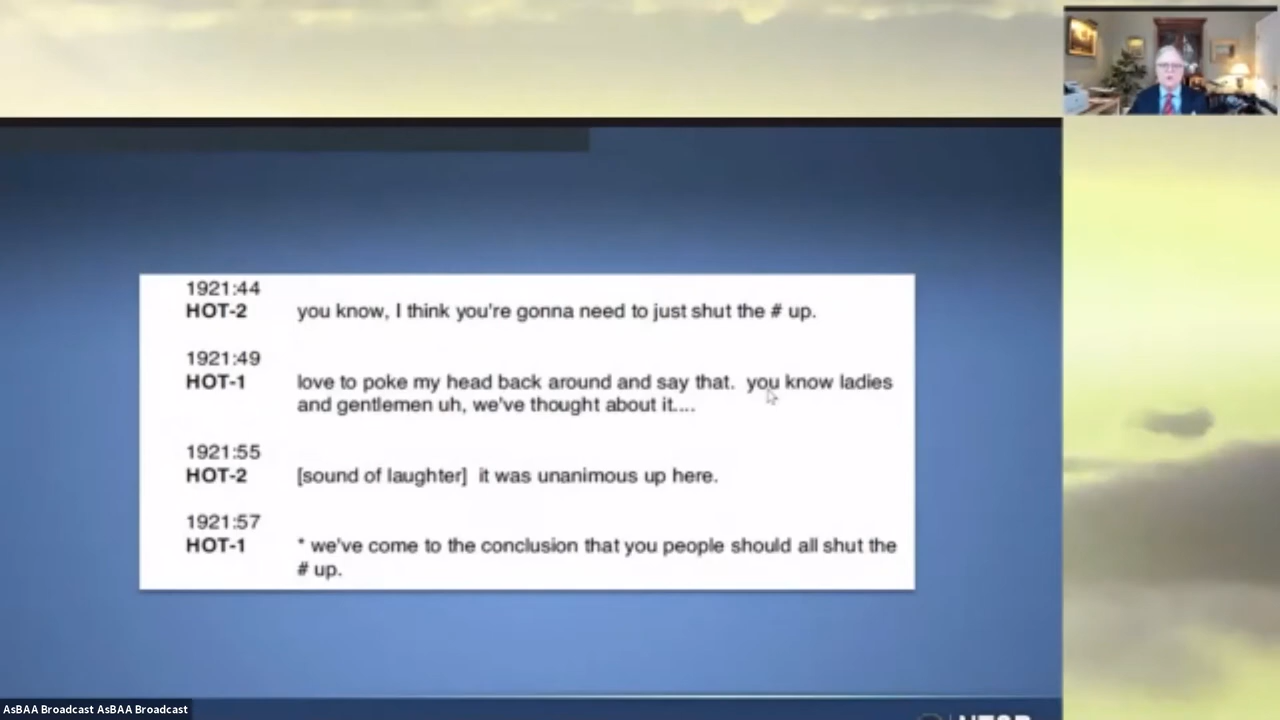 1921:44
HOT-2 you know, I think you're gonna need to just shut the # up.
1921:49
HOT-1 love to poke my head back around and say that. you know ladies
and gentlemen uh, we've thought about it....
1921:55
HOT-2 [sound of laughter] it was unanimous up here.
1921:57
HOT-1 * we've come to the conclusion that you people should all shut the
# up.
AsBAA Broadcast AsBAA Broadcast